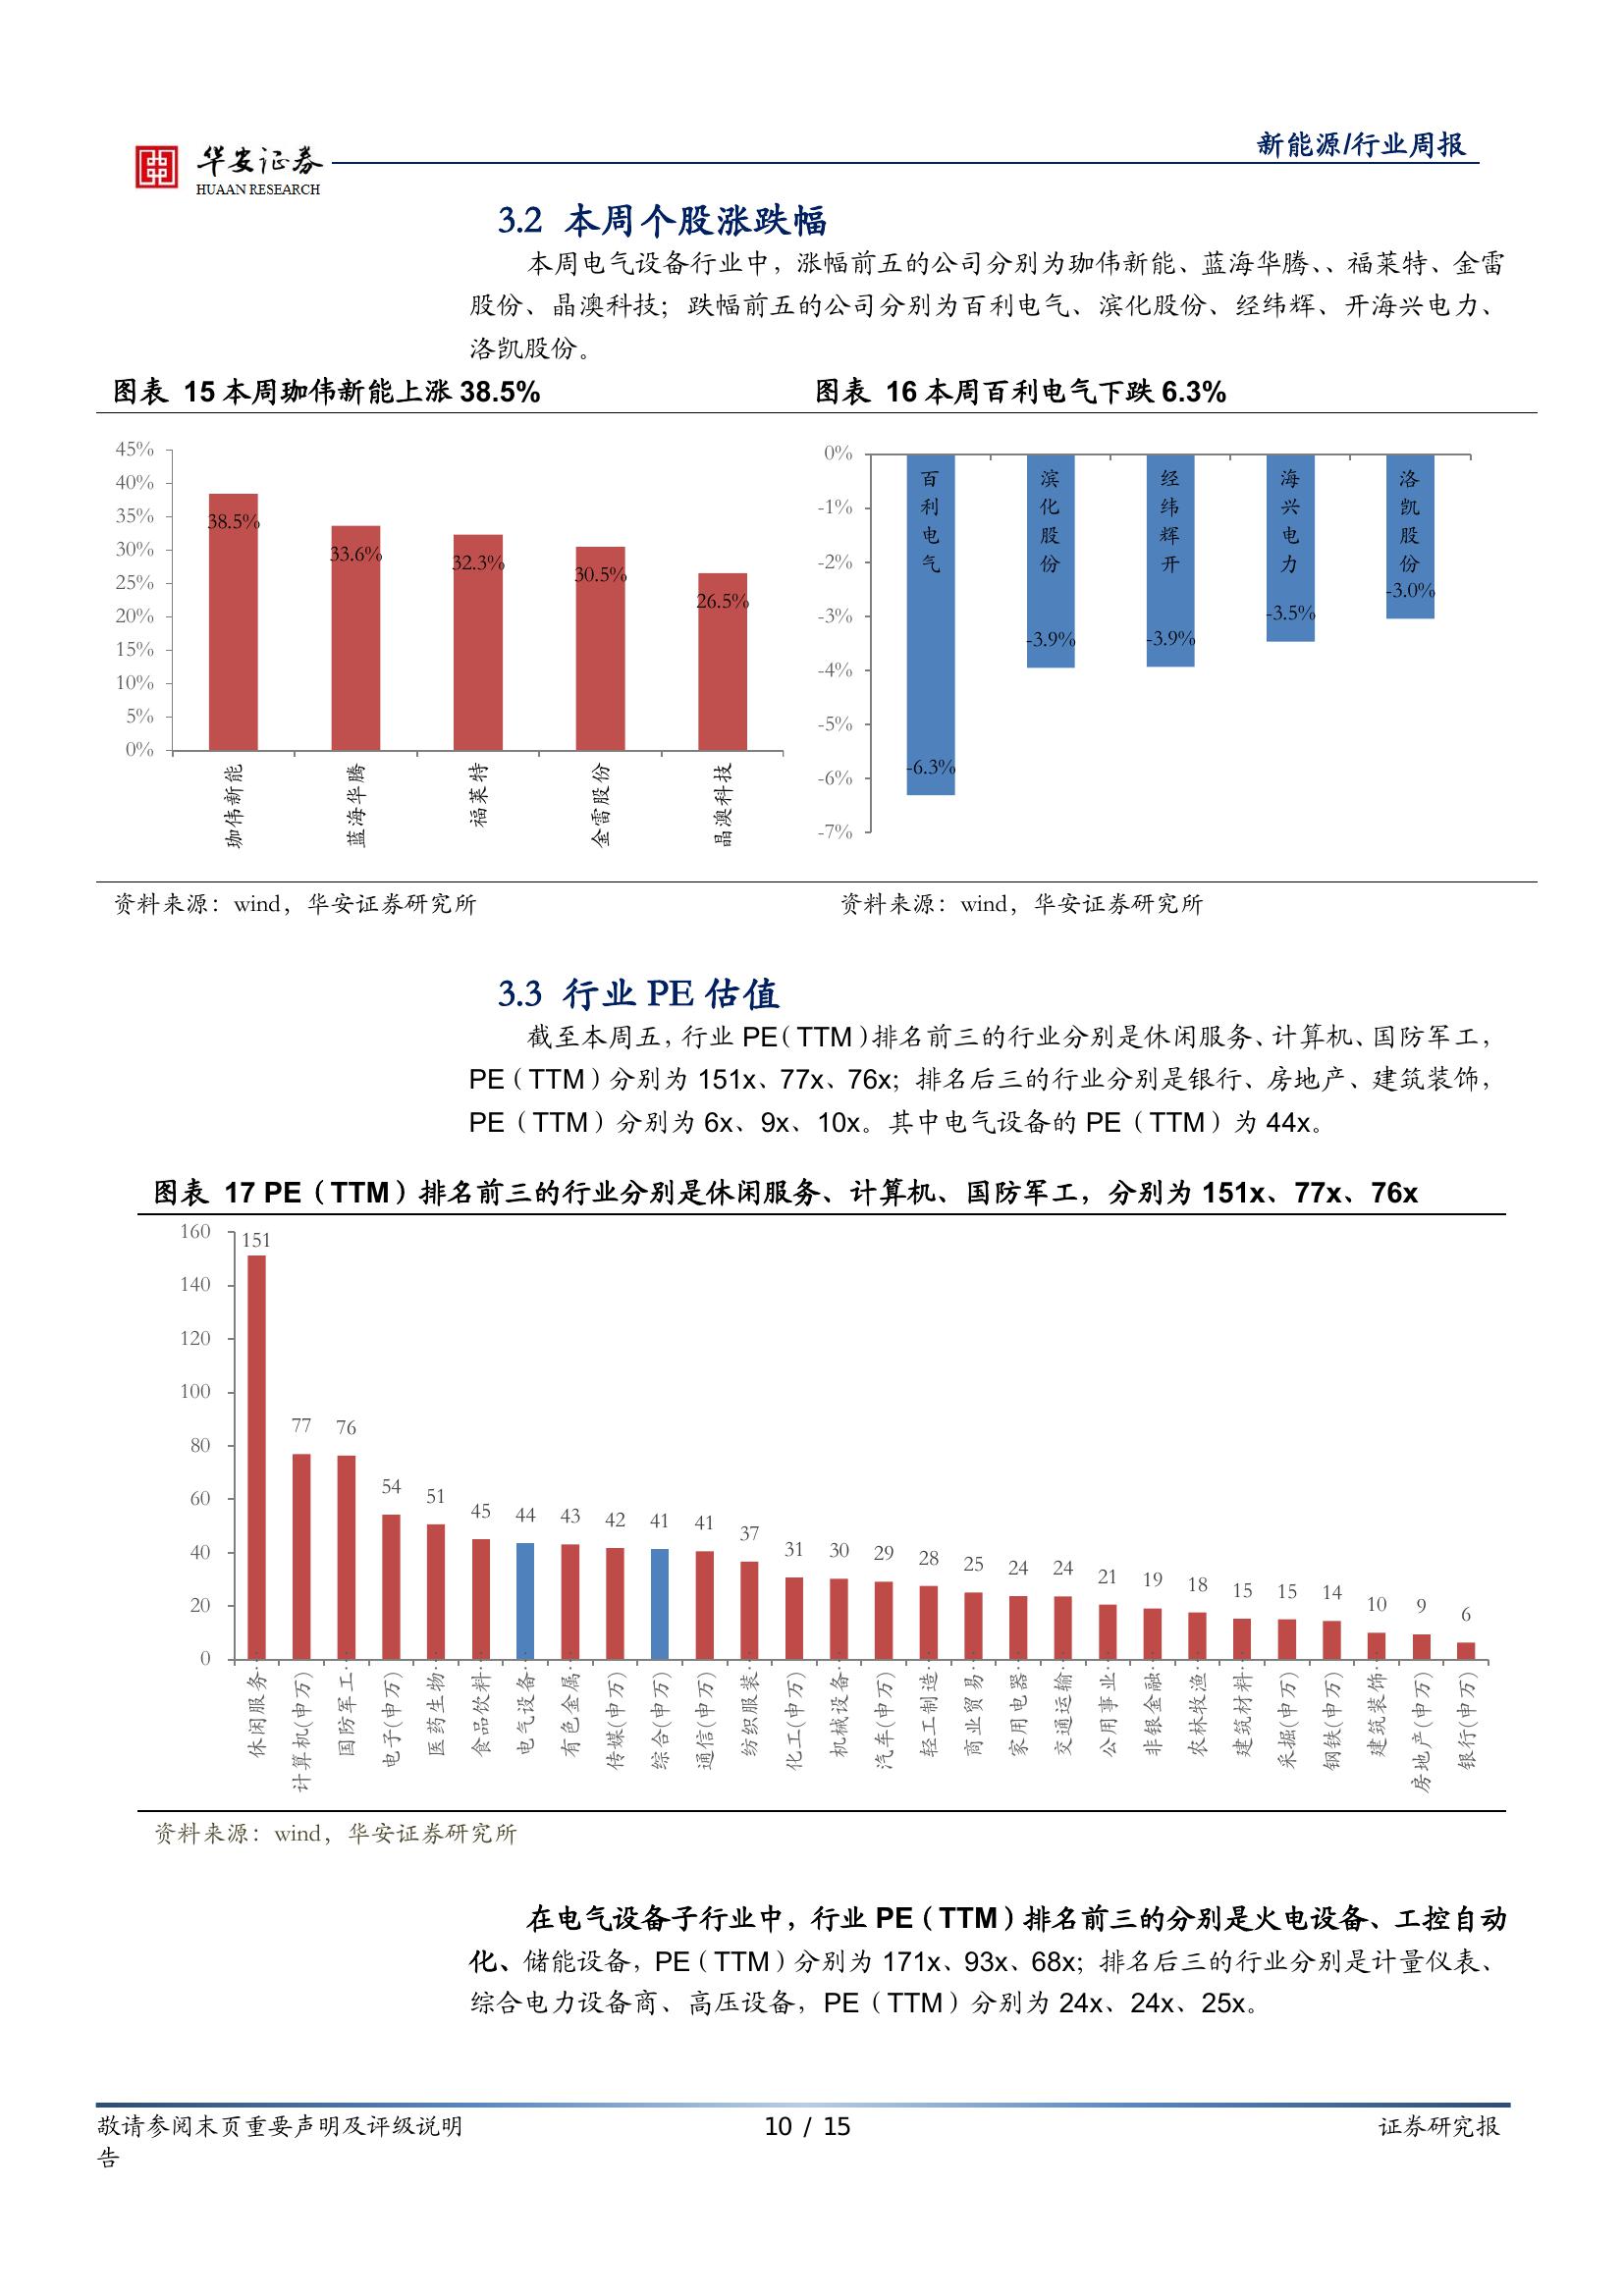 华安证券
HUAAN RESEARCH
新能源/行业周报
3.2 本周个股涨跌幅
本周电气设备行业中，涨幅前五的公司分别为珈伟新能、蓝海华腾、、福莱特、金雷
股份、晶澳科技；跌幅前五的公司分别为百利电气、滨化股份、经纬辉、开海兴电力、
洛凯股份。
图表 15 本周珈伟新能上涨 38.5%
45%
40%
35%
30%
25%
20%
15%
10%
5%
0%
38.5%
33.6%
32.3%
30.5%
26.5%
珈伟新能
蓝海华腾
福莱特
金雷股份
晶澳科技
图表 16 本周百利电气下跌 6.3%
0%
-1%
-2%
-3%
-4%
-5%
-6%
-7%
百利电气
滨化股份
经纬辉开
海兴电力
洛凯股份
-6.3%
-3.9%
-3.9%
-3.5%
-3.0%
资料来源：wind，华安证券研究所
资料来源：wind，华安证券研究所
3.3 行业 PE 估值
截至本周五，行业 PE（TTM）排名前三的行业分别是休闲服务、计算机、国防军工，
PE（TTM）分别为 151x、77x、76x；排名后三的行业分别是银行、房地产、建筑装饰，
PE（TTM）分别为 6x、9x、10x。其中电气设备的 PE（TTM）为 44x。
图表 17 PE（TTM）排名前三的行业分别是休闲服务、计算机、国防军工，分别为 151x、77x、76x
160
140
120
100
80
60
40
20
0
151
77
76
54
51
45
44
43
42
41
41
37
31
30
29
28
25
24
24
21
19
18
15
15
14
10
9
6
休闲服务…
计算机(申万)
国防军工…
电子(申万)
医药生物…
食品饮料…
电气设备…
有色金属…
传媒(申万)
综合(申万)
通信(申万)
纺织服装…
化工(申万)
机械设备…
汽车(申万)
轻工制造…
商业贸易…
家用电器…
交通运输…
公用事业…
非银金融…
农林牧渔…
建筑材料…
采掘(申万)
钢铁(申万)
建筑装饰…
房地产(申万)
银行(申万)
资料来源：wind，华安证券研究所
在电气设备子行业中，行业 PE（TTM）排名前三的分别是火电设备、工控自动
化、储能设备，PE（TTM）分别为 171x、93x、68x；排名后三的行业分别是计量仪表、
综合电力设备商、高压设备，PE（TTM）分别为 24x、24x、25x。
敬请参阅末页重要声明及评级说明
10 / 15
证券研究报
告